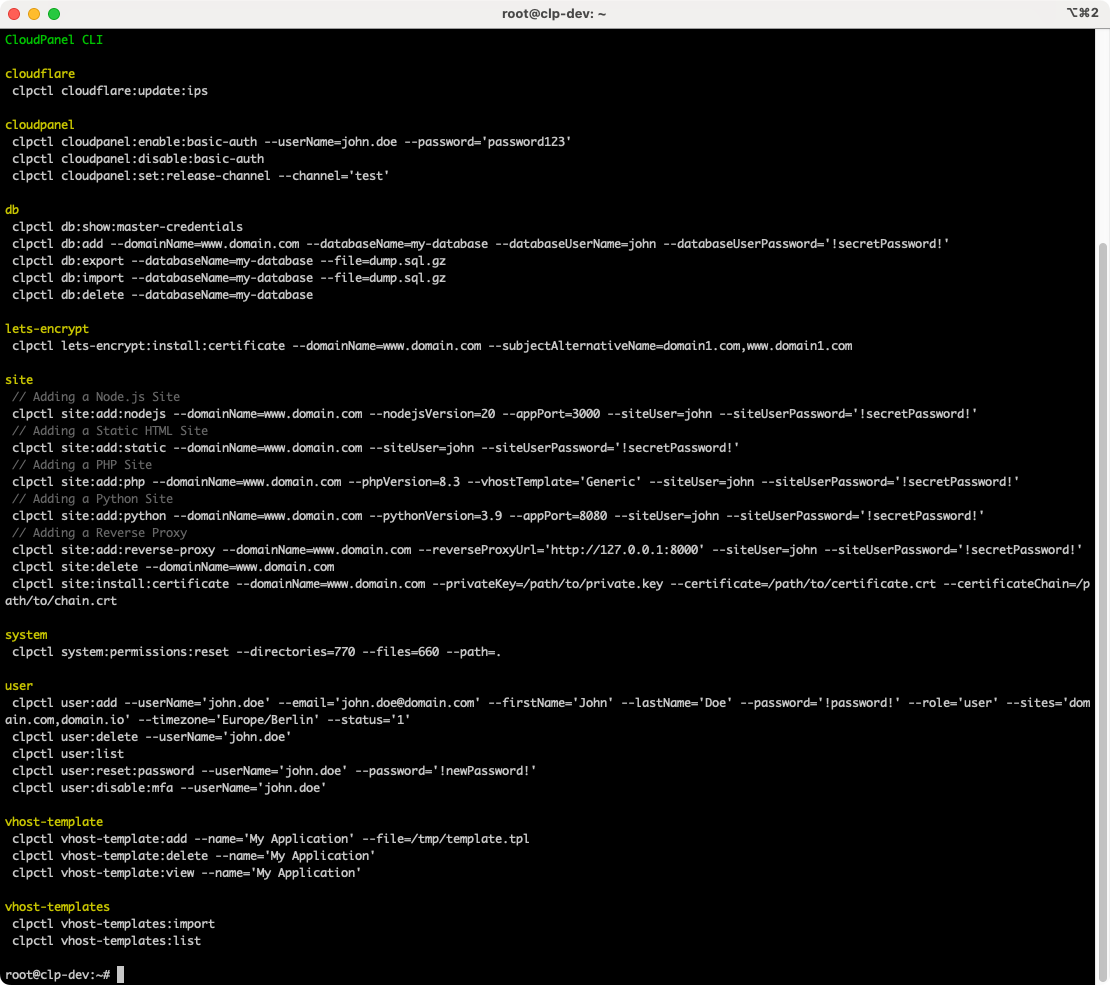 root@clp-dev: ~
⌥⌘2
CloudPanel CLI
cloudflare
clpctl cloudflare:update:ips
cloudpanel
clpctl cloudpanel:enable:basic-auth --userName=john.doe --password='password123'
clpctl cloudpanel:disable:basic-auth
clpctl cloudpanel:set:release-channel --channel='test'
db
clpctl db:show:master-credentials
clpctl db:add --domainName=www.domain.com --databaseName=my-database --databaseUserName=john --databaseUserPassword='!secretPassword!'
clpctl db:export --databaseName=my-database --file=dump.sql.gz
clpctl db:import --databaseName=my-database --file=dump.sql.gz
clpctl db:delete --databaseName=my-database
lets-encrypt
clpctl lets-encrypt:install:certificate --domainName=www.domain.com --subjectAlternativeName=domain1.com,www.domain1.com
site
// Adding a Node.js Site
clpctl site:add:nodejs --domainName=www.domain.com --nodejsVersion=20 --appPort=3000 --siteUser=john --siteUserPassword='!secretPassword!'
// Adding a Static HTML Site
clpctl site:add:static --domainName=www.domain.com --siteUser=john --siteUserPassword='!secretPassword!'
// Adding a PHP Site
clpctl site:add:php --domainName=www.domain.com --phpVersion=8.3 --vhostTemplate='Generic' --siteUser=john --siteUserPassword='!secretPassword!'
// Adding a Python Site
clpctl site:add:python --domainName=www.domain.com --pythonVersion=3.9 --appPort=8080 --siteUser=john --siteUserPassword='!secretPassword!'
// Adding a Reverse Proxy
clpctl site:add:reverse-proxy --domainName=www.domain.com --reverseProxyUrl='http://127.0.0.1:8000' --siteUser=john --siteUserPassword='!secretPassword!'
clpctl site:delete --domainName=www.domain.com
clpctl site:install:certificate --domainName=www.domain.com --privateKey=/path/to/private.key --certificate=/path/to/certificate.crt --certificateChain=/p
ath/to/chain.crt
system
clpctl system:permissions:reset --directories=770 --files=660 --path=.
user
clpctl user:add --userName='john.doe' --email='john.doe@domain.com' --firstName='John' --lastName='Doe' --password='!password!' --role='user' --sites='dom
ain.com,domain.io' --timezone='Europe/Berlin' --status='1'
clpctl user:delete --userName='john.doe'
clpctl user:list
clpctl user:reset:password --userName='john.doe' --password='!newPassword!'
clpctl user:disable:mfa --userName='john.doe'
vhost-template
clpctl vhost-template:add --name='My Application' --file=/tmp/template.tpl
clpctl vhost-template:delete --name='My Application'
clpctl vhost-template:view --name='My Application'
vhost-templates
clpctl vhost-templates:import
clpctl vhost-templates:list
root@clp-dev:~#